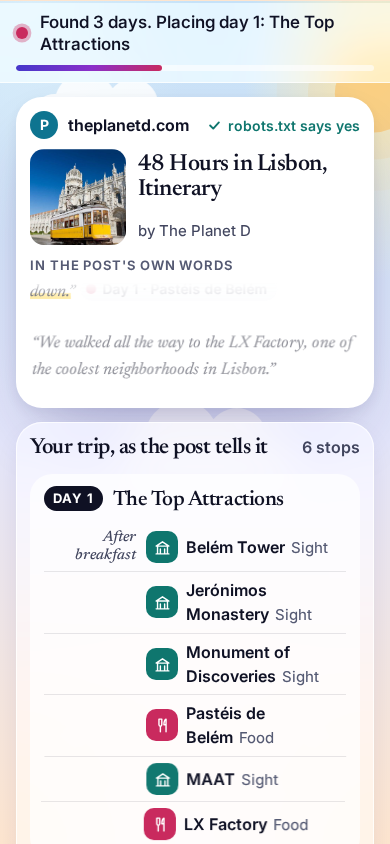 Found 3 days. Placing day 1: The Top
Attractions
P theplanetd.com ✓ robots.txt says yes
48 Hours in Lisbon,
Itinerary
by The Planet D
IN THE POST'S OWN WORDS
down.” Day 1 · Pastéis de Belém
“We walked all the way to the LX Factory, one of
the coolest neighborhoods in Lisbon.”
Your trip, as the post tells it 6 stops
DAY 1 The Top Attractions
After
breakfast
Belém Tower Sight
Jerónimos
Monastery Sight
Monument of
Discoveries Sight
Pastéis de
Belém Food
MAAT Sight
LX Factory Food